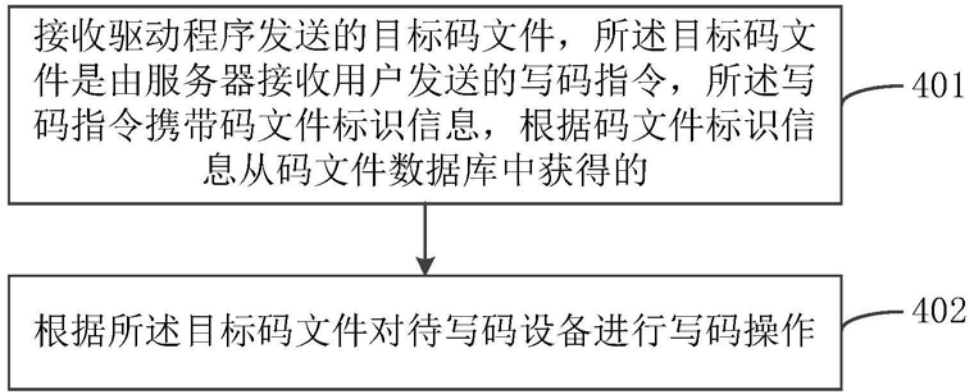 接收驱动程序发送的目标码文件，所述目标码文
件是由服务器接收用户发送的写码指令，所述写
码指令携带码文件标识信息，根据码文件标识信
息从码文件数据库中获得的
401
根据所述目标码文件对待写码设备进行写码操作
402